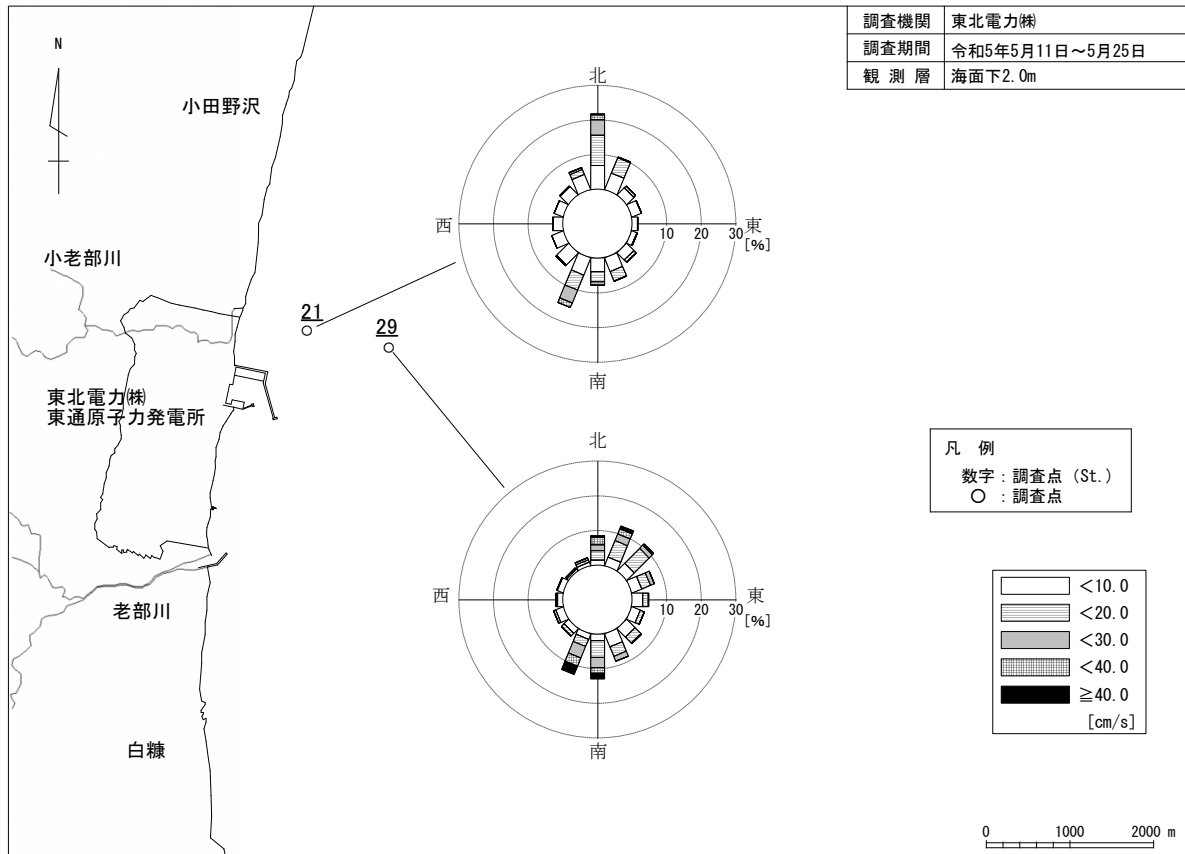 調査機関 東北電力㈱
調査期間 令和5年5月11日～5月25日
観測層 海面下2.0m
N
小田野沢
小老部川
東北電力㈱
東通原子力発電所
老部川
白糠
21
29
北
西
東
南
10 20 30
[%]
北
西
東
南
10 20 30
[%]
凡 例
数字：調査点（St.）
○ ：調査点
＜10.0
＜20.0
＜30.0
＜40.0
≧40.0
[cm/s]
0 1000 2000 m